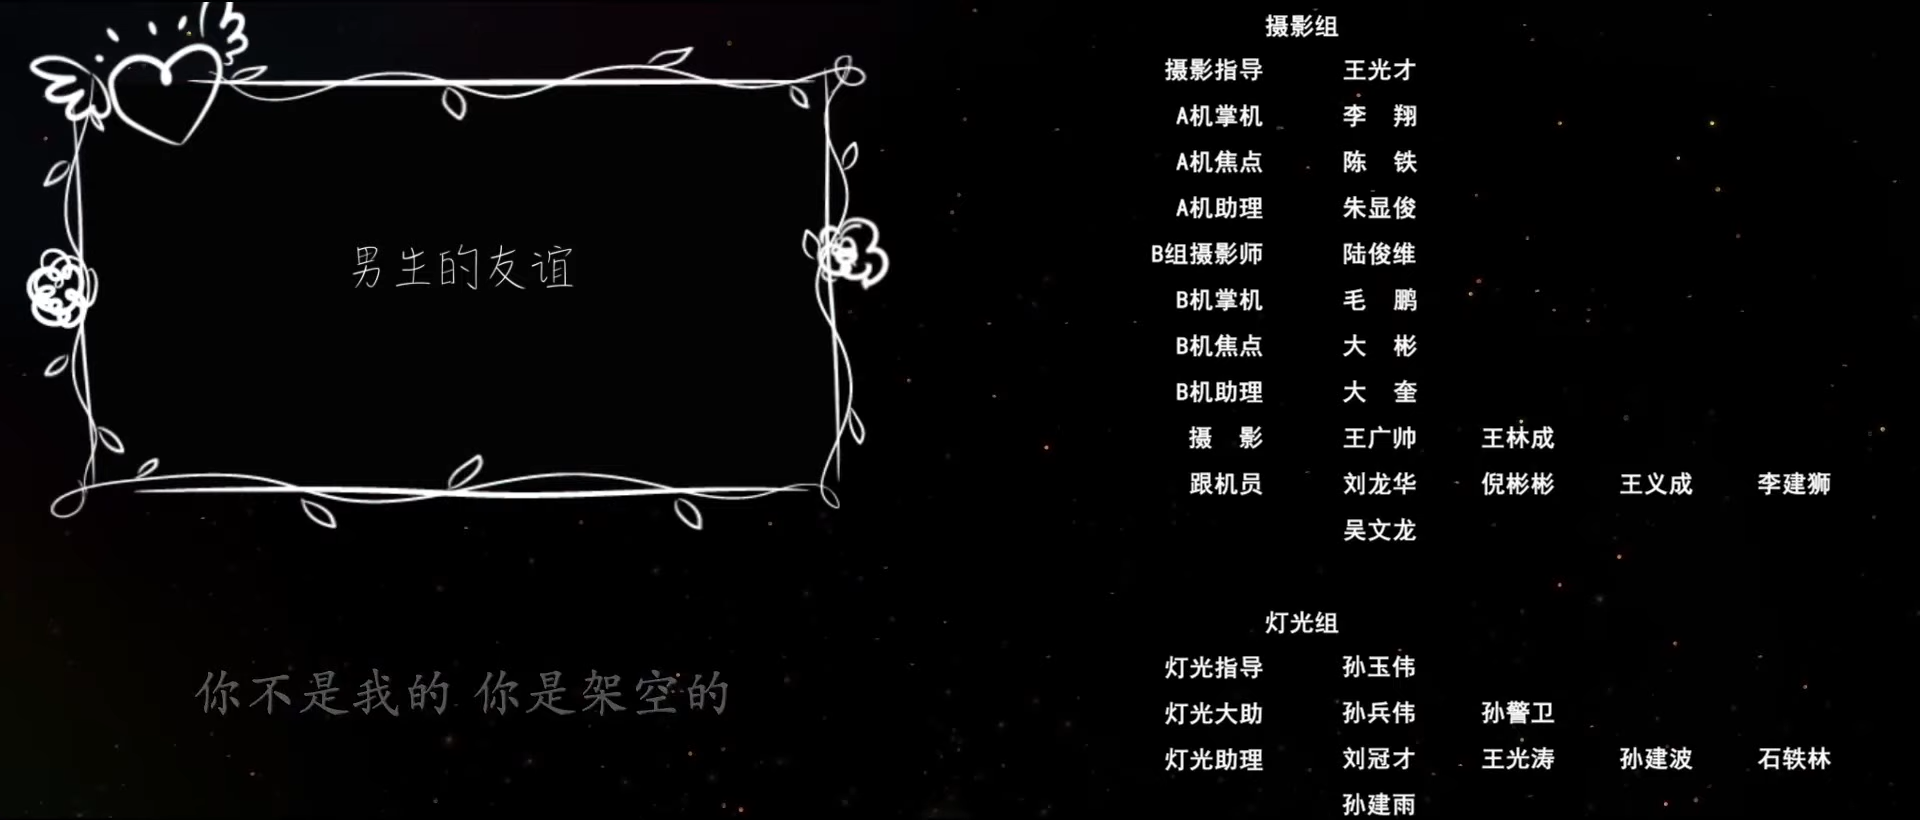 男生的友谊
你不是我的 你是架空的
摄影组
摄影指导 王光才
A机掌机 李 翔
A机焦点 陈 铁
A机助理 朱显俊
B组摄影师 陆俊维
B机掌机 毛 鹏
B机焦点 大 彬
B机助理 大 奎
摄 影 王广帅 王林成
跟机员 刘龙华 倪彬彬 王义成 李建狮
吴文龙
灯光组
灯光指导 孙玉伟
灯光大助 孙兵伟 孙警卫
灯光助理 刘冠才 王光涛 孙建波 石轶林
孙建雨